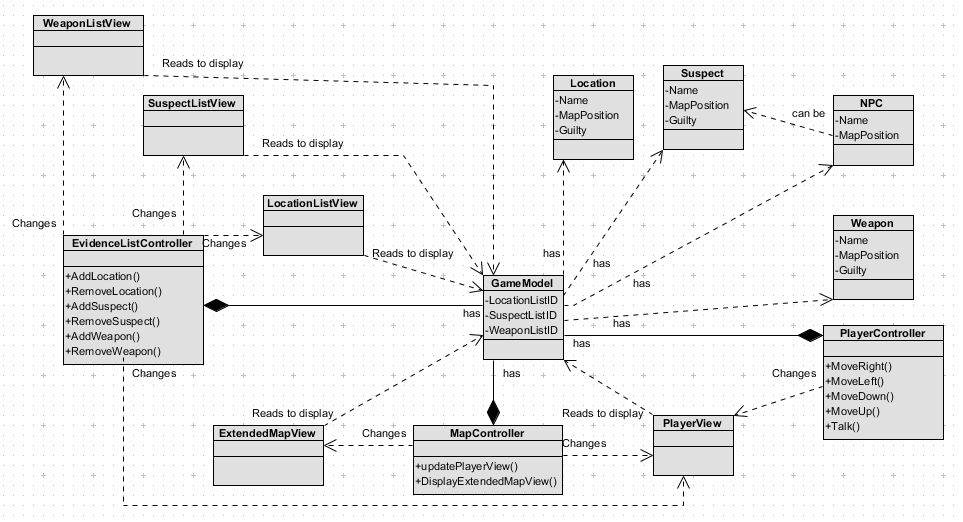 WeaponListView
Reads to display
SuspectListView
Reads to display
Location
-Name
-MapPosition
-Guilty
Suspect
-Name
-MapPosition
-Guilty
can be
NPC
-Name
-MapPosition
Changes
Changes
LocationListView
Changes
Reads to display
Weapon
-Name
-MapPosition
-Guilty
EvidenceListController
+AddLocation()
+RemoveLocation()
+AddSuspect()
+RemoveSuspect()
+AddWeapon()
+RemoveWeapon()
Changes
has
has
has
has
has
has
has
GameModel
-LocationListID
-SuspectListID
-WeaponListID
PlayerController
+MoveRight()
+MoveLeft()
+MoveDown()
+MoveUp()
+Talk()
Changes
Reads to display
ExtendedMapView
Changes
MapController
+updatePlayerView()
+DisplayExtendedMapView()
Reads to display
Changes
PlayerView